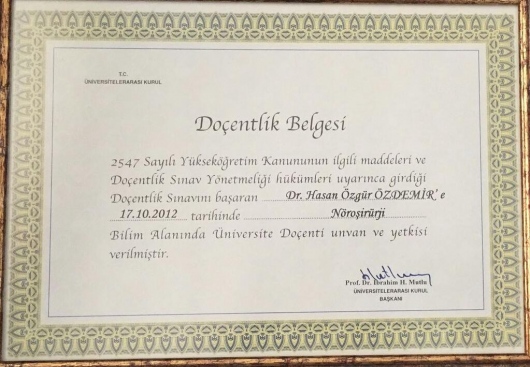 T.C.
ÜNİVERSİTELERARASI KURUL
Doçentlik Belgesi
2547 Sayılı Yükseköğretim Kanununun ilgili maddeleri ve
Doçentlik Sınav Yönetmeliği hükümleri uyarınca girdiği
Doçentlik Sınavını başaran Dr. Hasan Özgür ÖZDEMİR' e
17.10.2012 tarihinde Nöroşirürji
Bilim Alanında Üniversite Doçenti unvan ve yetkisi
verilmiştir.
Prof. Dr. İbrahim H. Mutlu
ÜNİVERSİTELERARASI KURUL
BAŞKANI